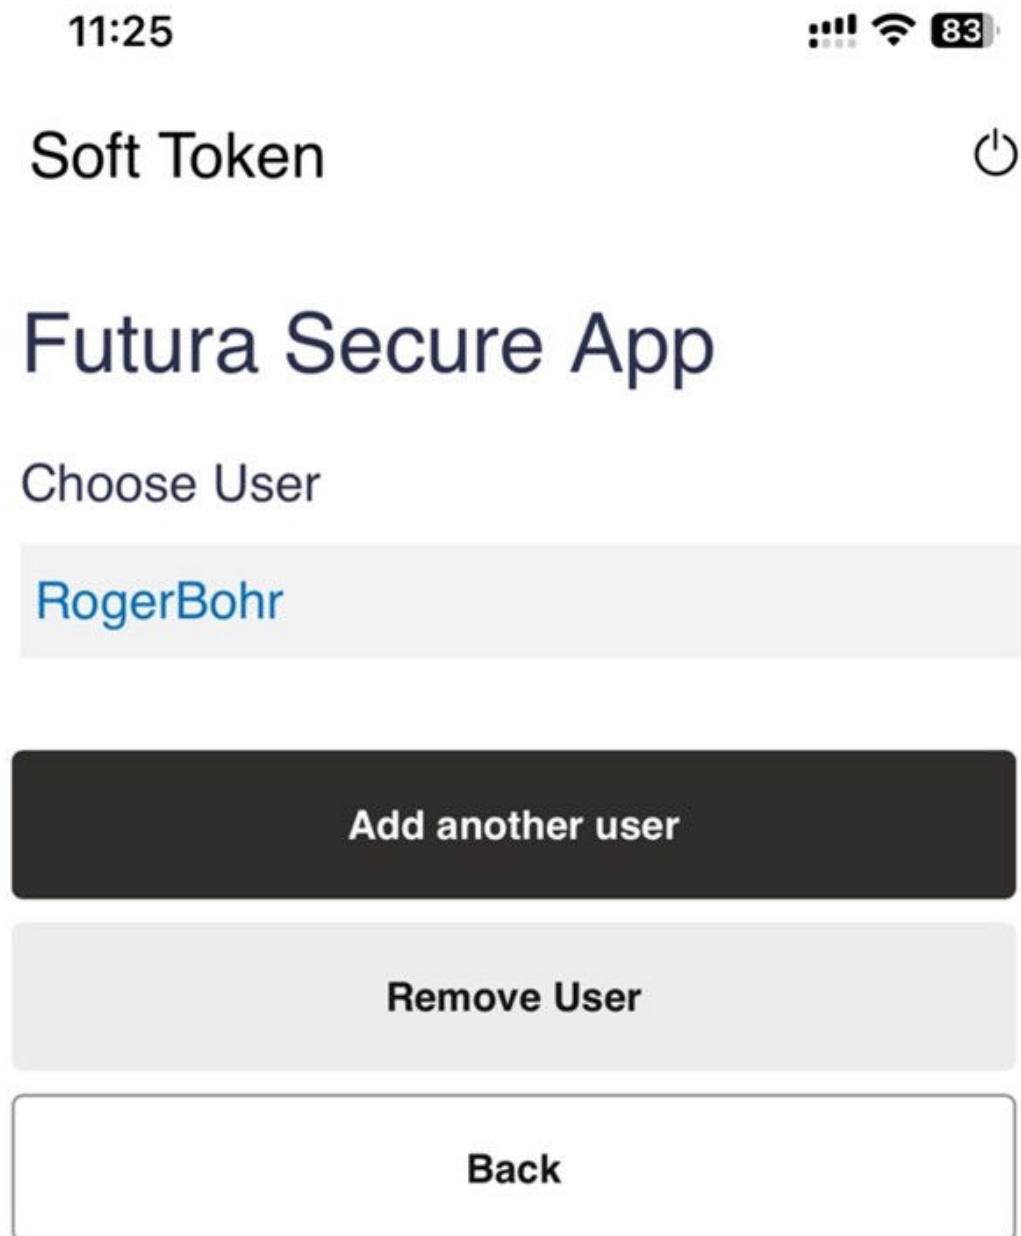 11:25
83
Soft Token
Futura Secure App
Choose User
RogerBohr
Add another user
Remove User
Back